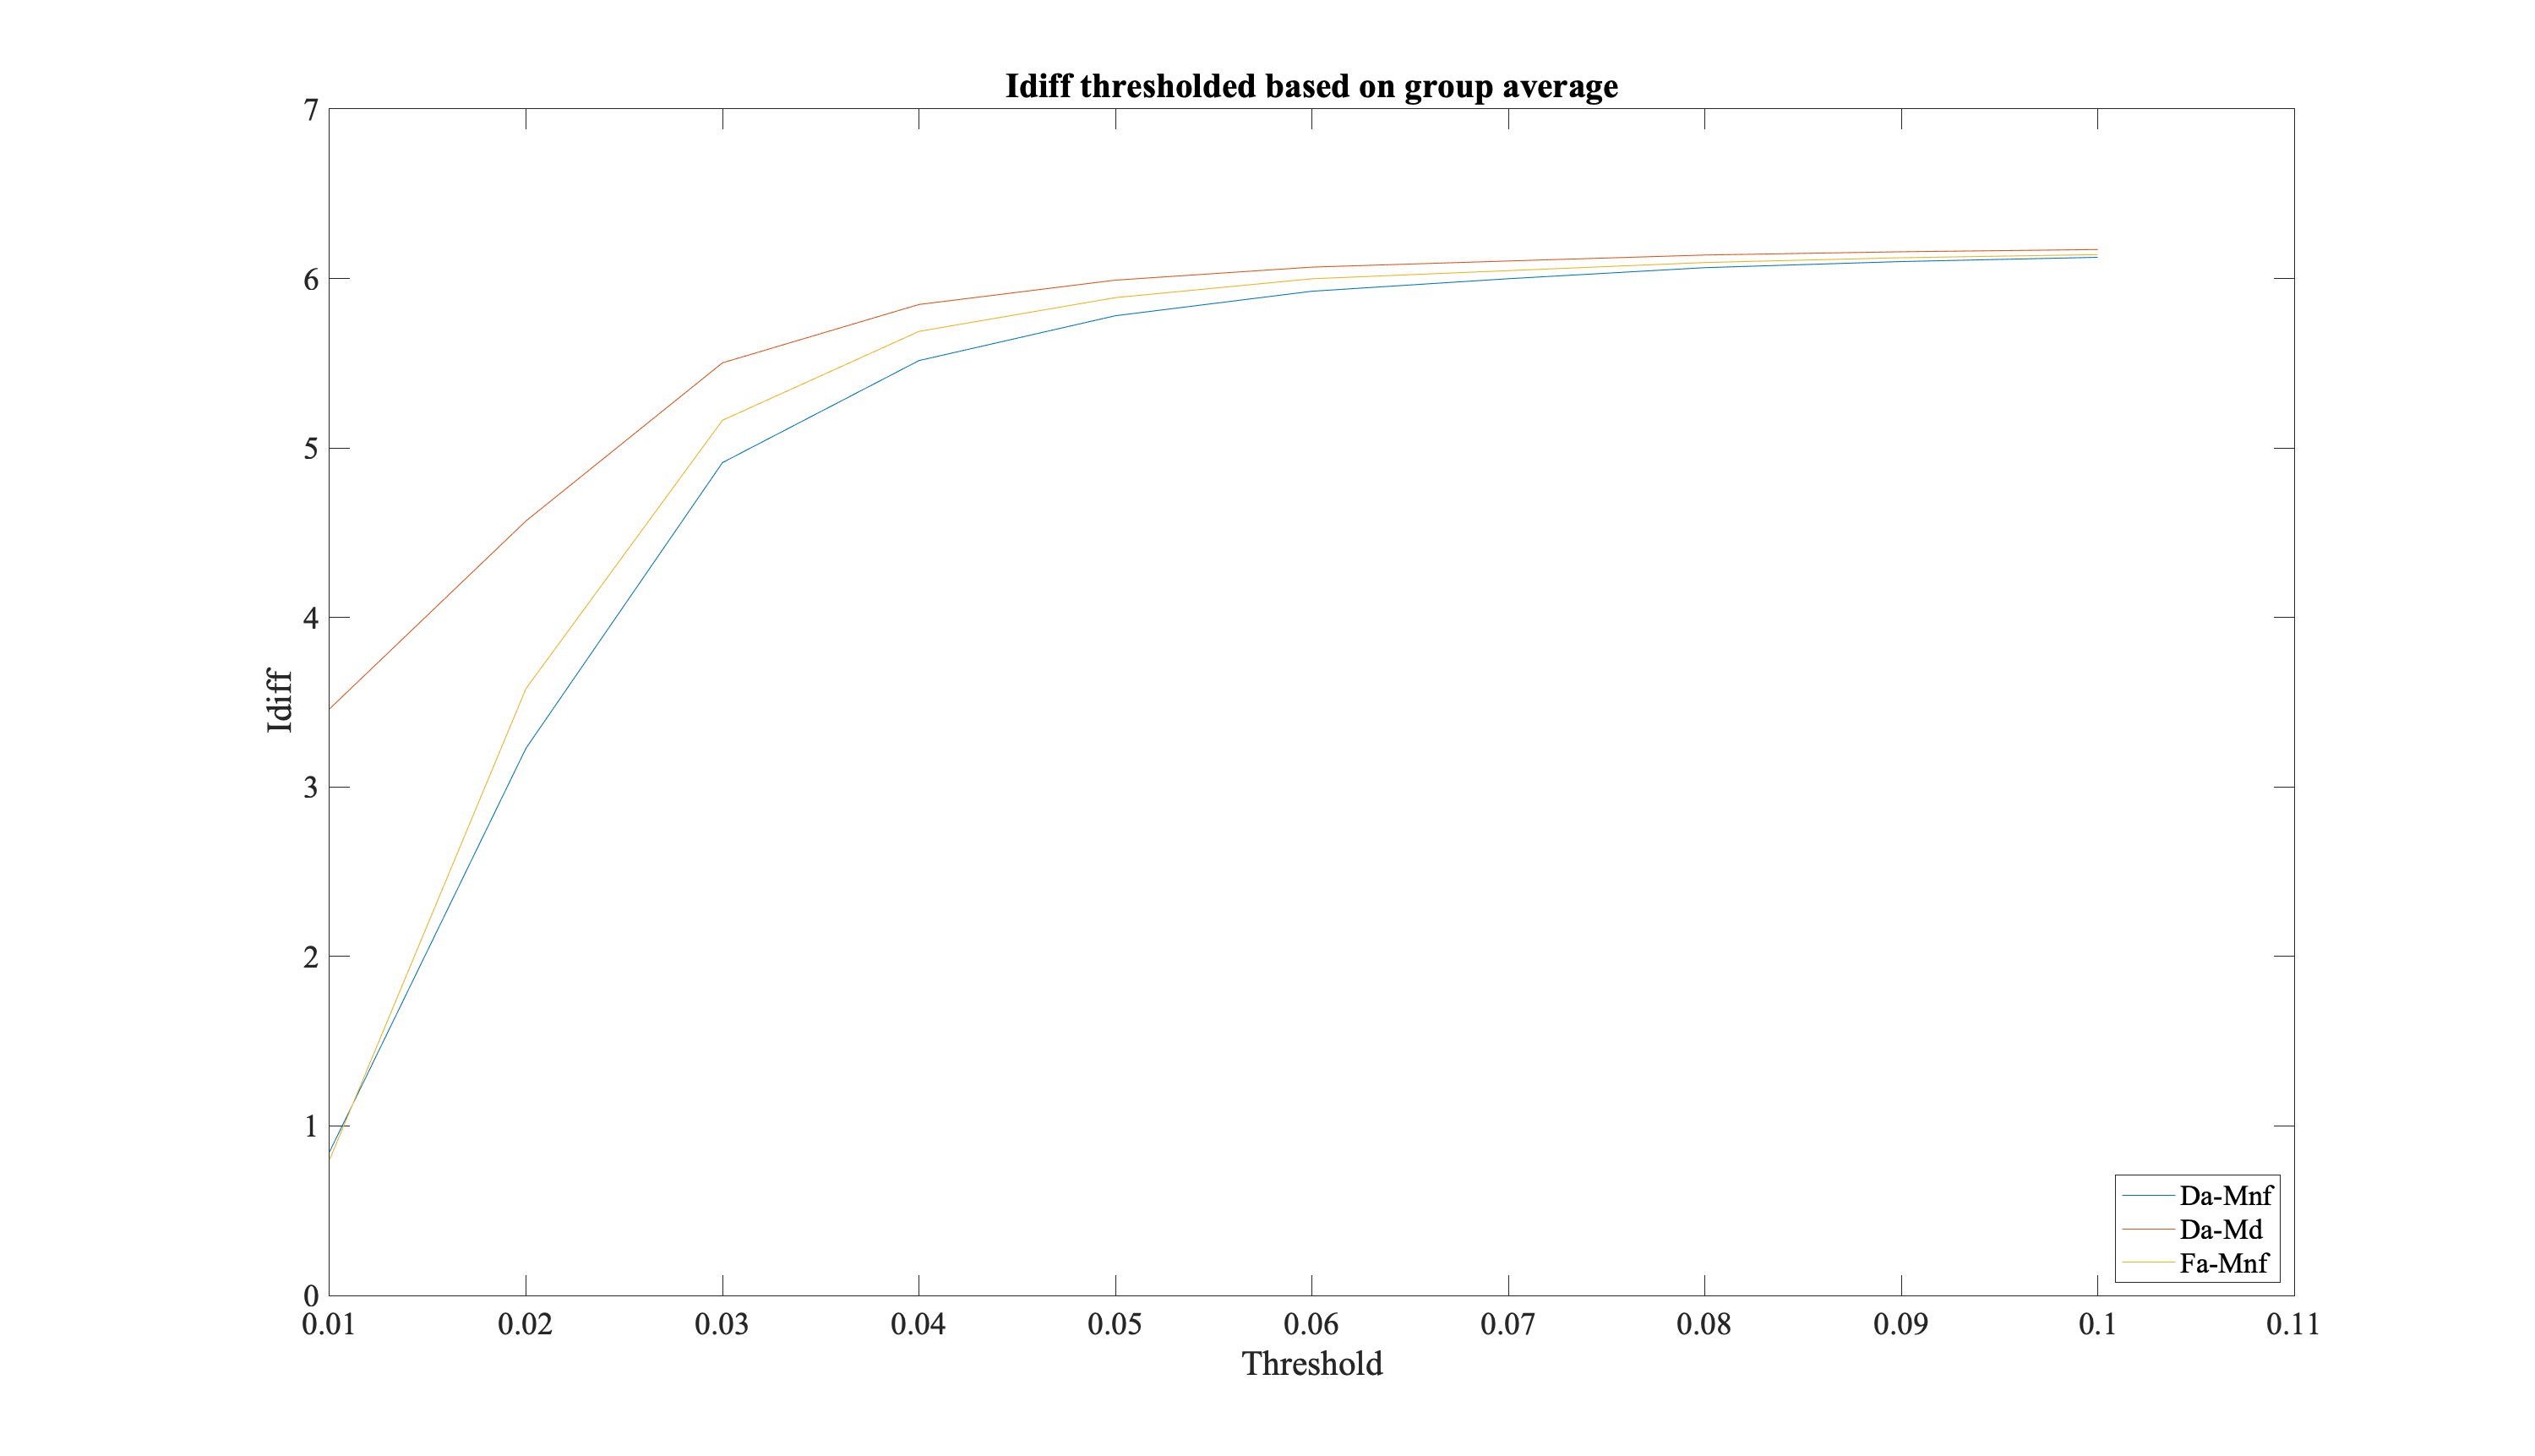 Idiff thresholded based on group average
7
6
5
4
3
2
1
0
Idiff
0.01 0.02 0.03 0.04 0.05 0.06 0.07 0.08 0.09 0.1 0.11
Threshold
Da-Mnf
Da-Md
Fa-Mnf